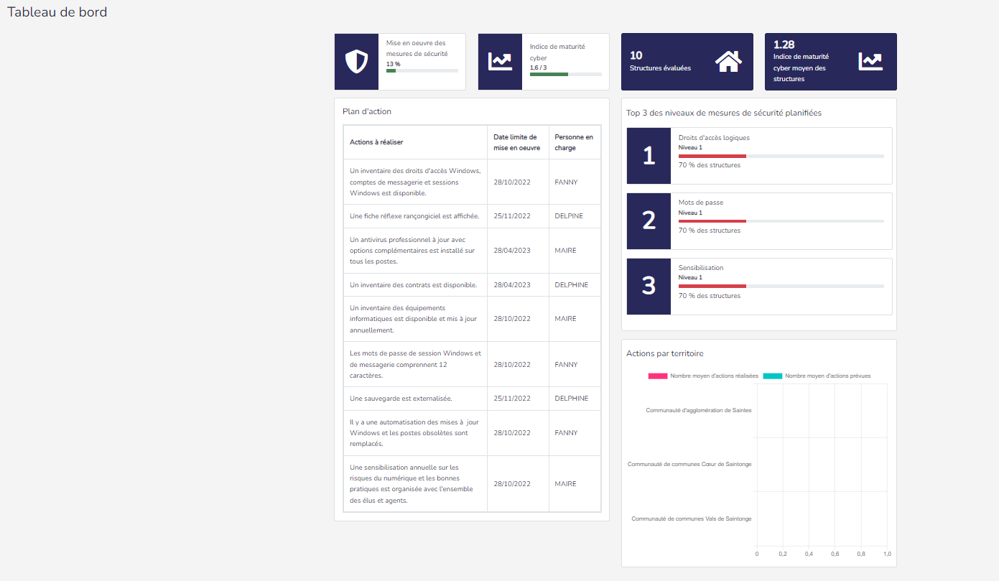 Tableau de bord
Mise en oeuvre des
mesures de sécurité
13 %
Indice de maturité
cyber
1,6 / 3
10
Structures évaluées
1.28
Indice de maturité
cyber moyen des
structures
Plan d'action
Actions à réaliser
Date limite de
mise en oeuvre
Personne en
charge
Un inventaire des droits d'accès Windows,
comptes de messagerie et sessions
Windows est disponible.
28/10/2022
FANNY
Une fiche réflexe rançongiciel est affichée.
25/11/2022
DELPINE
Un antivirus professionnel à jour avec
options complémentaires est installé sur
tous les postes.
28/04/2023
MAIRE
Un inventaire des contrats est disponible.
28/04/2023
DELPHINE
Un inventaire des équipements
informatiques est disponible et mis à jour
annuellement.
28/10/2022
MAIRE
Les mots de passe de session Windows et
de messagerie comprennent 12
caractères.
28/10/2022
FANNY
Une sauvegarde est externalisée.
25/11/2022
DELPHINE
Il y a une automatisation des mises à  jour
Windows et les postes obsolètes sont
remplacés.
28/10/2022
FANNY
Une sensibilisation annuelle sur les
risques du numérique et les bonnes
pratiques est organisée avec l'ensemble
des élus et agents.
28/10/2022
MAIRE
Top 3 des niveaux de mesures de sécurité planifiées
1
Droits d'accès logiques
Niveau 1
70 % des structures
2
Mots de passe
Niveau 1
70 % des structures
3
Sensibilisation
Niveau 1
70 % des structures
Actions par territoire
Nombre moyen d'actions réalisées
Nombre moyen d'actions prévues
Communauté d'agglomération de Saintes
Communauté de communes Cœur de Saintonge
Communauté de communes Vals de Saintonge
0 0,2 0,4 0,6 0,8 1,0